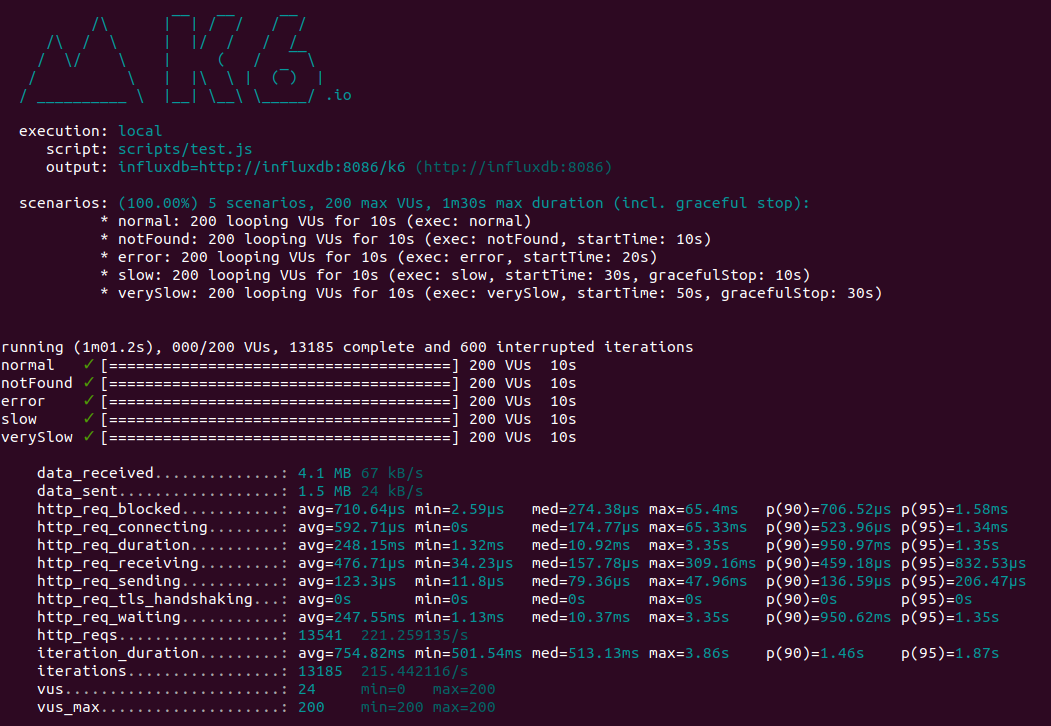 /\      |‾‾| /‾‾/   /‾‾/
     /\  /  \     |  |/  /   /  /
    /  \/    \    |     (   /   ‾‾\
   /          \   |  |\  \ |  (‾)  |
  / __________ \  |__| \__\ \_____/ .io
  execution: local
     script: scripts/test.js
     output: influxdb=http://influxdb:8086/k6 (http://influxdb:8086)
  scenarios: (100.00%) 5 scenarios, 200 max VUs, 1m30s max duration (incl. graceful stop):
           * normal: 200 looping VUs for 10s (exec: normal)
           * notFound: 200 looping VUs for 10s (exec: notFound, startTime: 10s)
           * error: 200 looping VUs for 10s (exec: error, startTime: 20s)
           * slow: 200 looping VUs for 10s (exec: slow, startTime: 30s, gracefulStop: 10s)
           * verySlow: 200 looping VUs for 10s (exec: verySlow, startTime: 50s, gracefulStop: 30s)
running (1m01.2s), 000/200 VUs, 13185 complete and 600 interrupted iterations
normal   ✓ [======================================] 200 VUs  10s
notFound ✓ [======================================] 200 VUs  10s
error    ✓ [======================================] 200 VUs  10s
slow     ✓ [======================================] 200 VUs  10s
verySlow ✓ [======================================] 200 VUs  10s
    data_received..............: 4.1 MB 67 kB/s
    data_sent..................: 1.5 MB 24 kB/s
    http_req_blocked...........: avg=710.64µs min=2.59µs   med=274.38µs max=65.4ms   p(90)=706.52µs p(95)=1.58ms
    http_req_connecting........: avg=592.71µs min=0s       med=174.77µs max=65.33ms  p(90)=523.96µs p(95)=1.34ms
    http_req_duration..........: avg=248.15ms min=1.32ms   med=10.92ms  max=3.35s    p(90)=950.97ms p(95)=1.35s
    http_req_receiving.........: avg=476.71µs min=34.23µs  med=157.78µs max=309.16ms p(90)=459.18µs p(95)=832.53µs
    http_req_sending...........: avg=123.3µs  min=11.8µs   med=79.36µs  max=47.96ms  p(90)=136.59µs p(95)=206.47µs
    http_req_tls_handshaking...: avg=0s       min=0s       med=0s       max=0s       p(90)=0s       p(95)=0s
    http_req_waiting...........: avg=247.55ms min=1.13ms   med=10.37ms  max=3.35s    p(90)=950.62ms p(95)=1.35s
    http_reqs..................: 13541  221.259135/s
    iteration_duration.........: avg=754.82ms min=501.54ms med=513.13ms max=3.86s    p(90)=1.46s    p(95)=1.87s
    iterations.................: 13185  215.442116/s
    vus........................: 24     min=0   max=200
    vus_max....................: 200    min=200 max=200